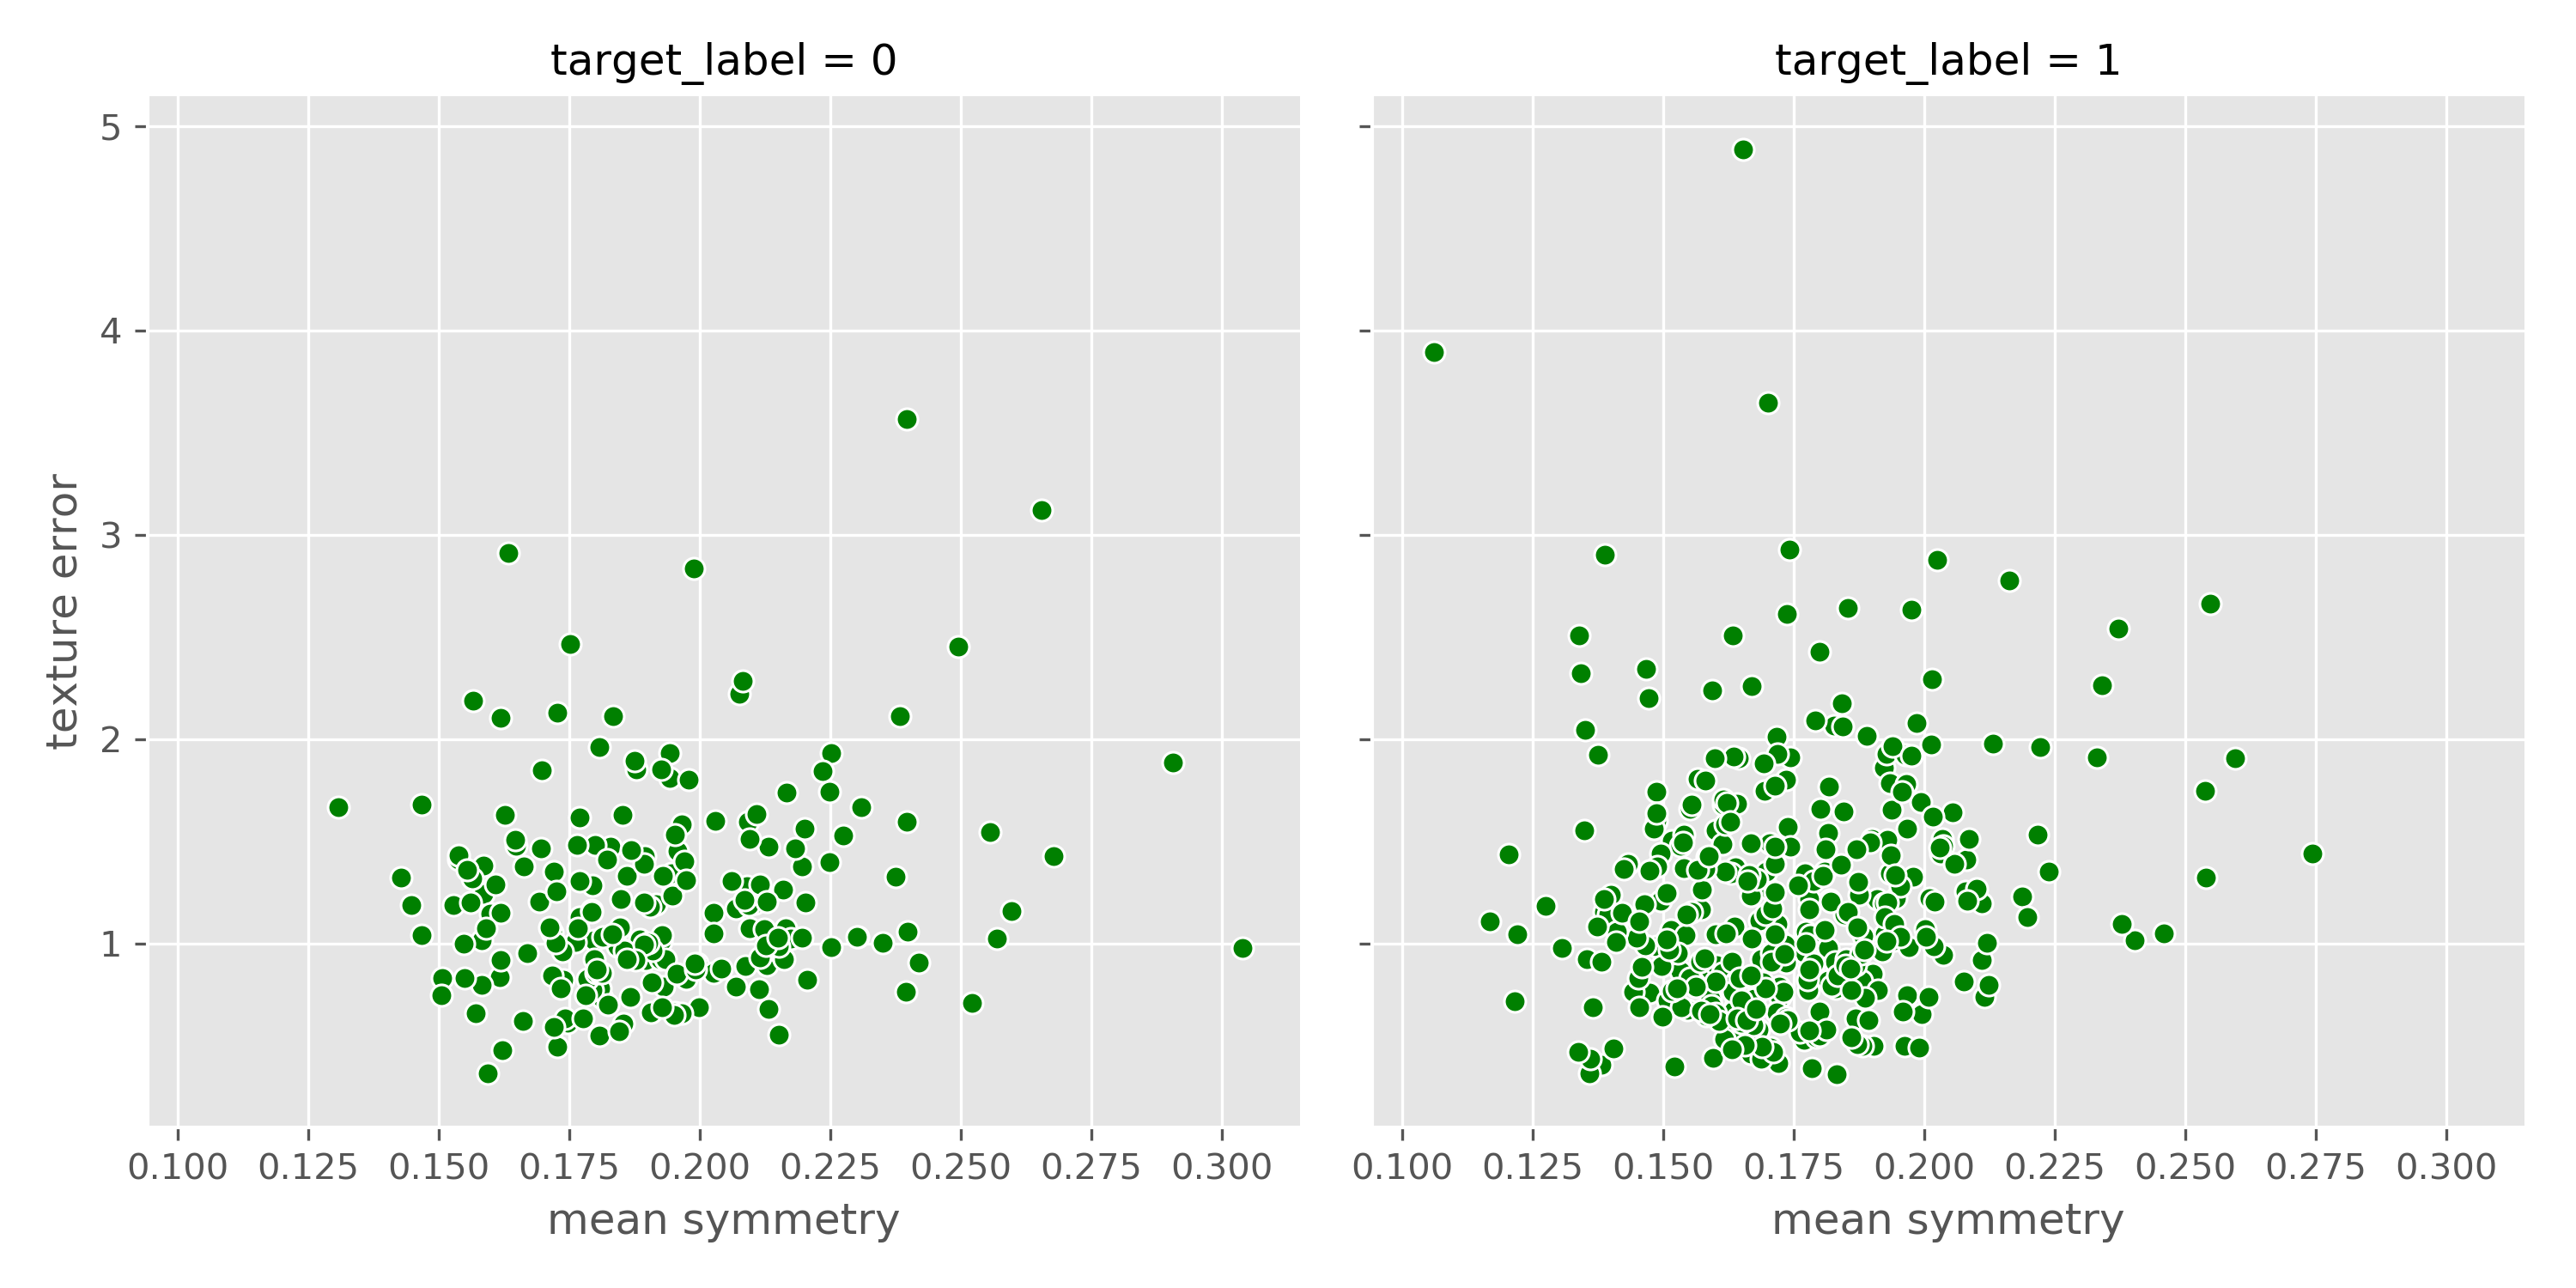 target_label = 0
target_label = 1
texture error
5
4
3
2
1
0.100 0.125 0.150 0.175 0.200 0.225 0.250 0.275 0.300
0.100 0.125 0.150 0.175 0.200 0.225 0.250 0.275 0.300
mean symmetry
mean symmetry